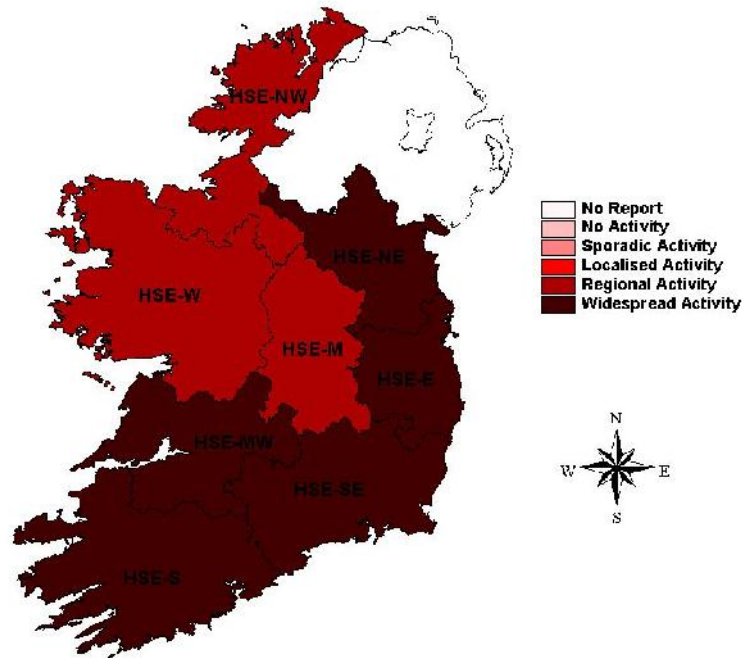 HSE-NW
HSE-NE
HSE-W
HSE-M
HSE-E
HSE-MW
HSE-SE
HSE-S
No Report
No Activity
Sporadic Activity
Localised Activity
Regional Activity
Widespread Activity
N
W E
S